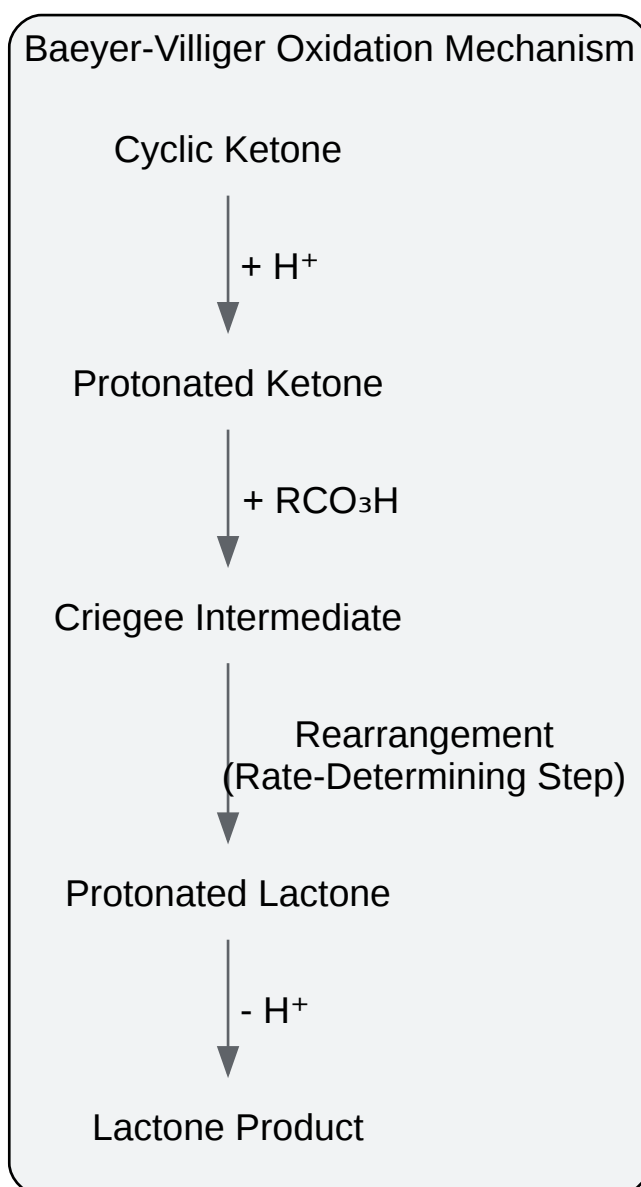 Baeyer-Villiger Oxidation Mechanism
Cyclic Ketone
+ H⁺
Protonated Ketone
+ RCO₃H
Criegee Intermediate
Rearrangement
(Rate-Determining Step)
Protonated Lactone
- H⁺
Lactone Product